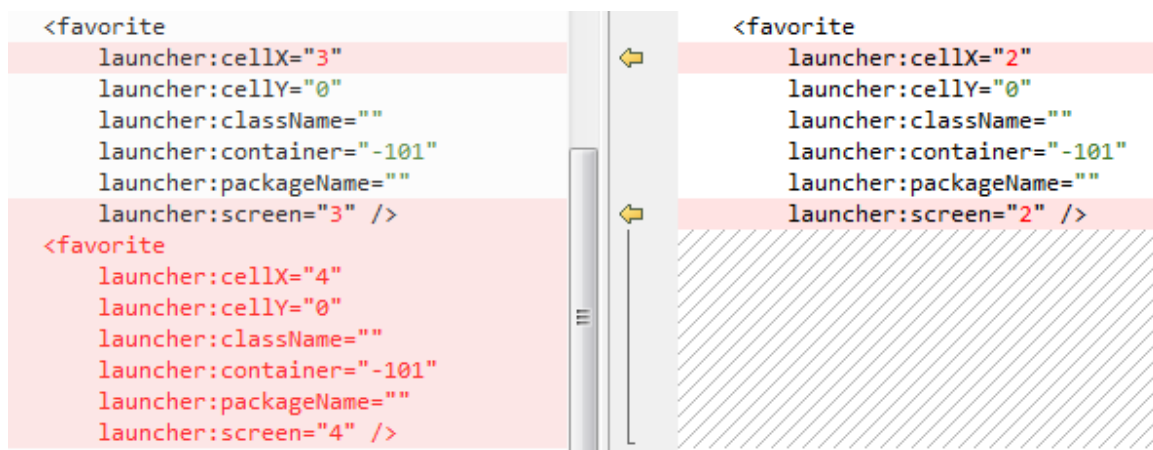 <favorite
launcher:cellX="3"
launcher:cellY="0"
launcher:className=""
launcher:container="-101"
launcher:packageName=""
launcher:screen="3" />
<favorite
launcher:cellX="4"
launcher:cellY="0"
launcher:className=""
launcher:container="-101"
launcher:packageName=""
launcher:screen="4" />
<favorite
launcher:cellX="2"
launcher:cellY="0"
launcher:className=""
launcher:container="-101"
launcher:packageName=""
launcher:screen="2" />